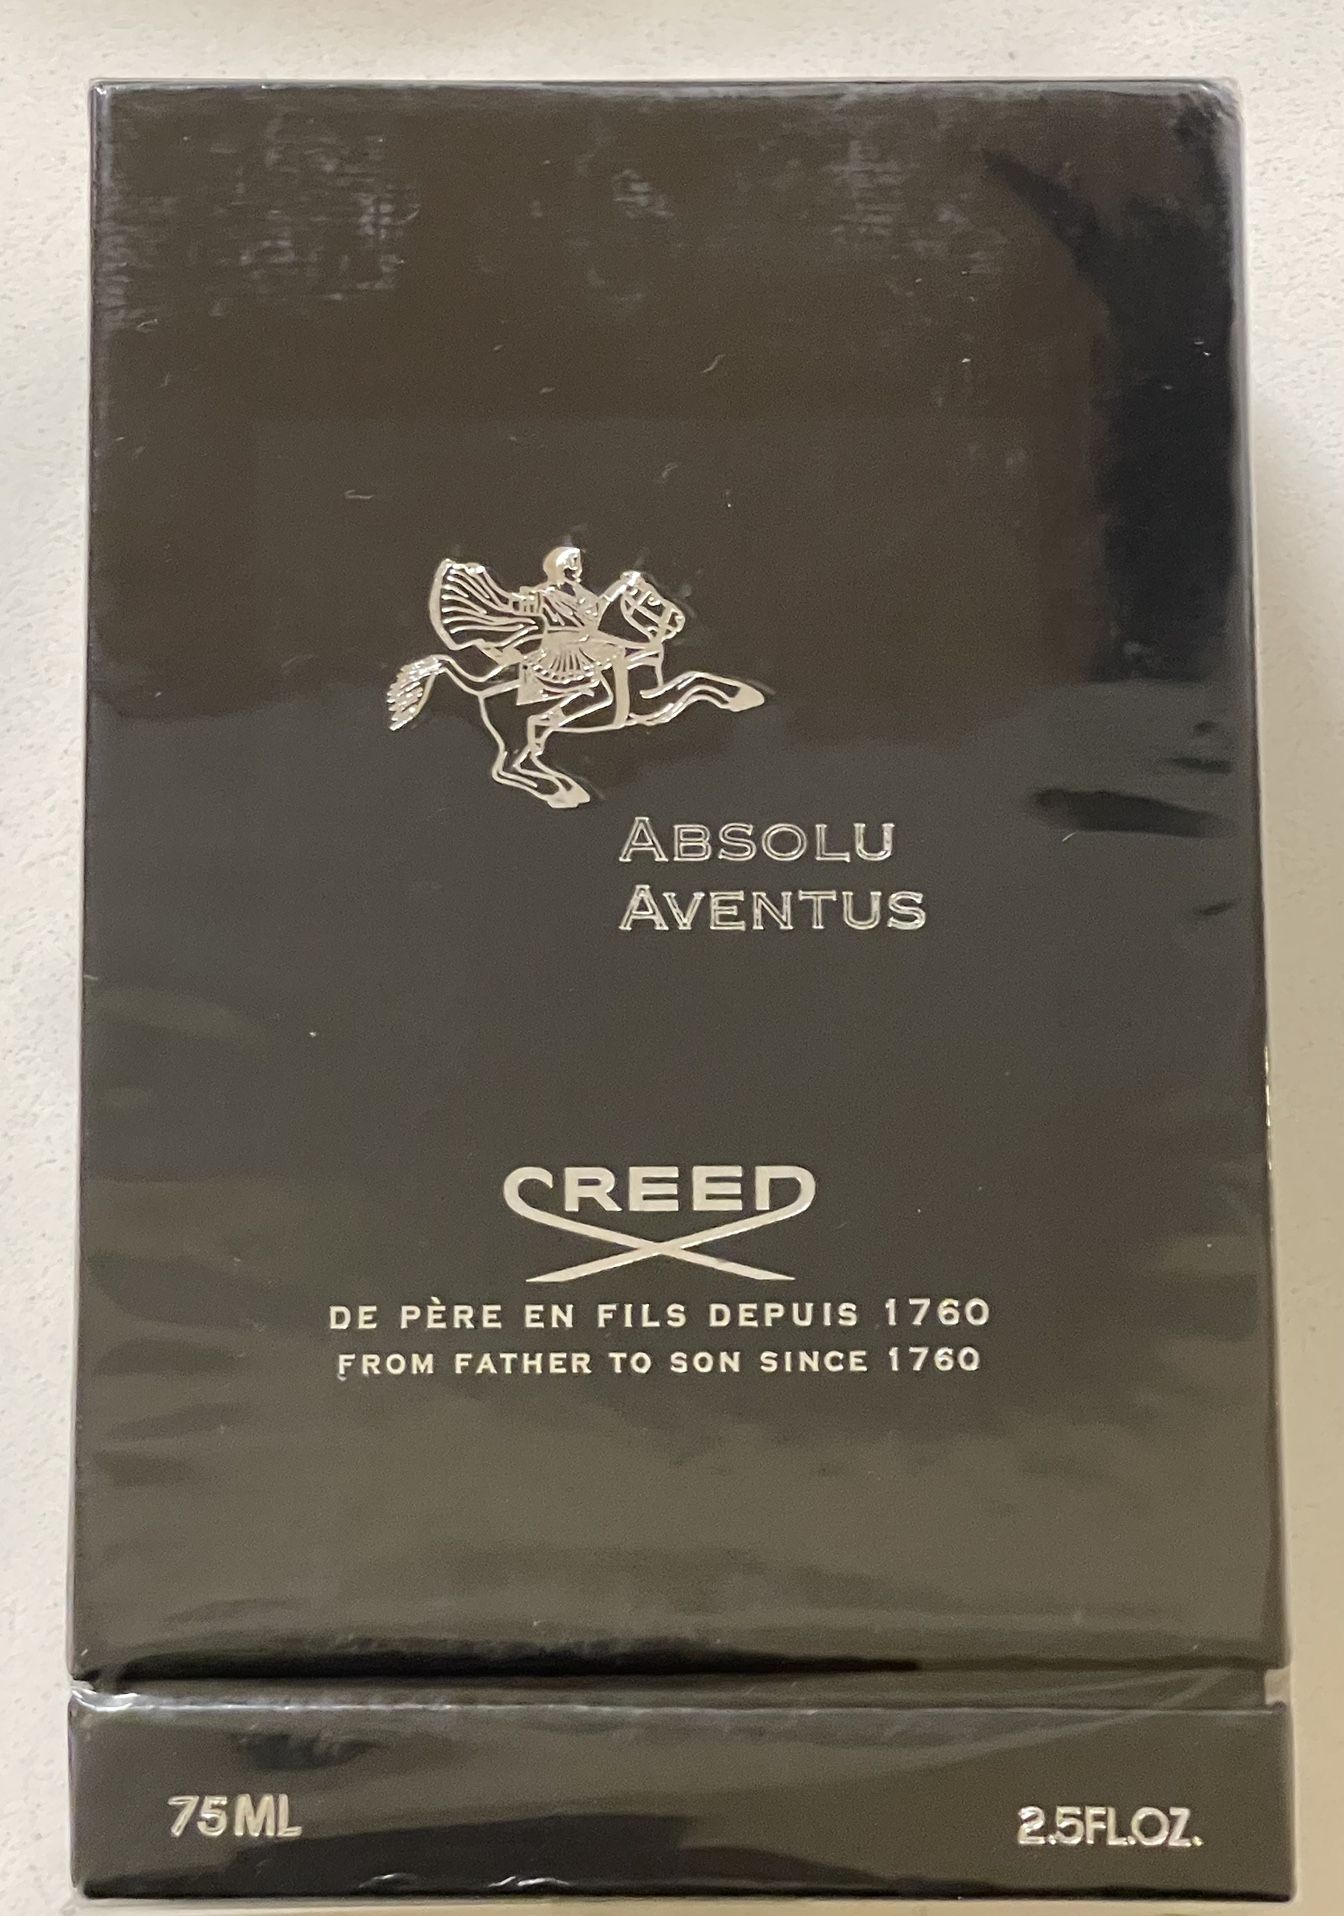 ABSOLU
AVENTUS
CREED
DE PÈRE EN FILS DEPUIS 1760
FROM FATHER TO SON SINCE 1760
75ML
2.5FL.OZ.